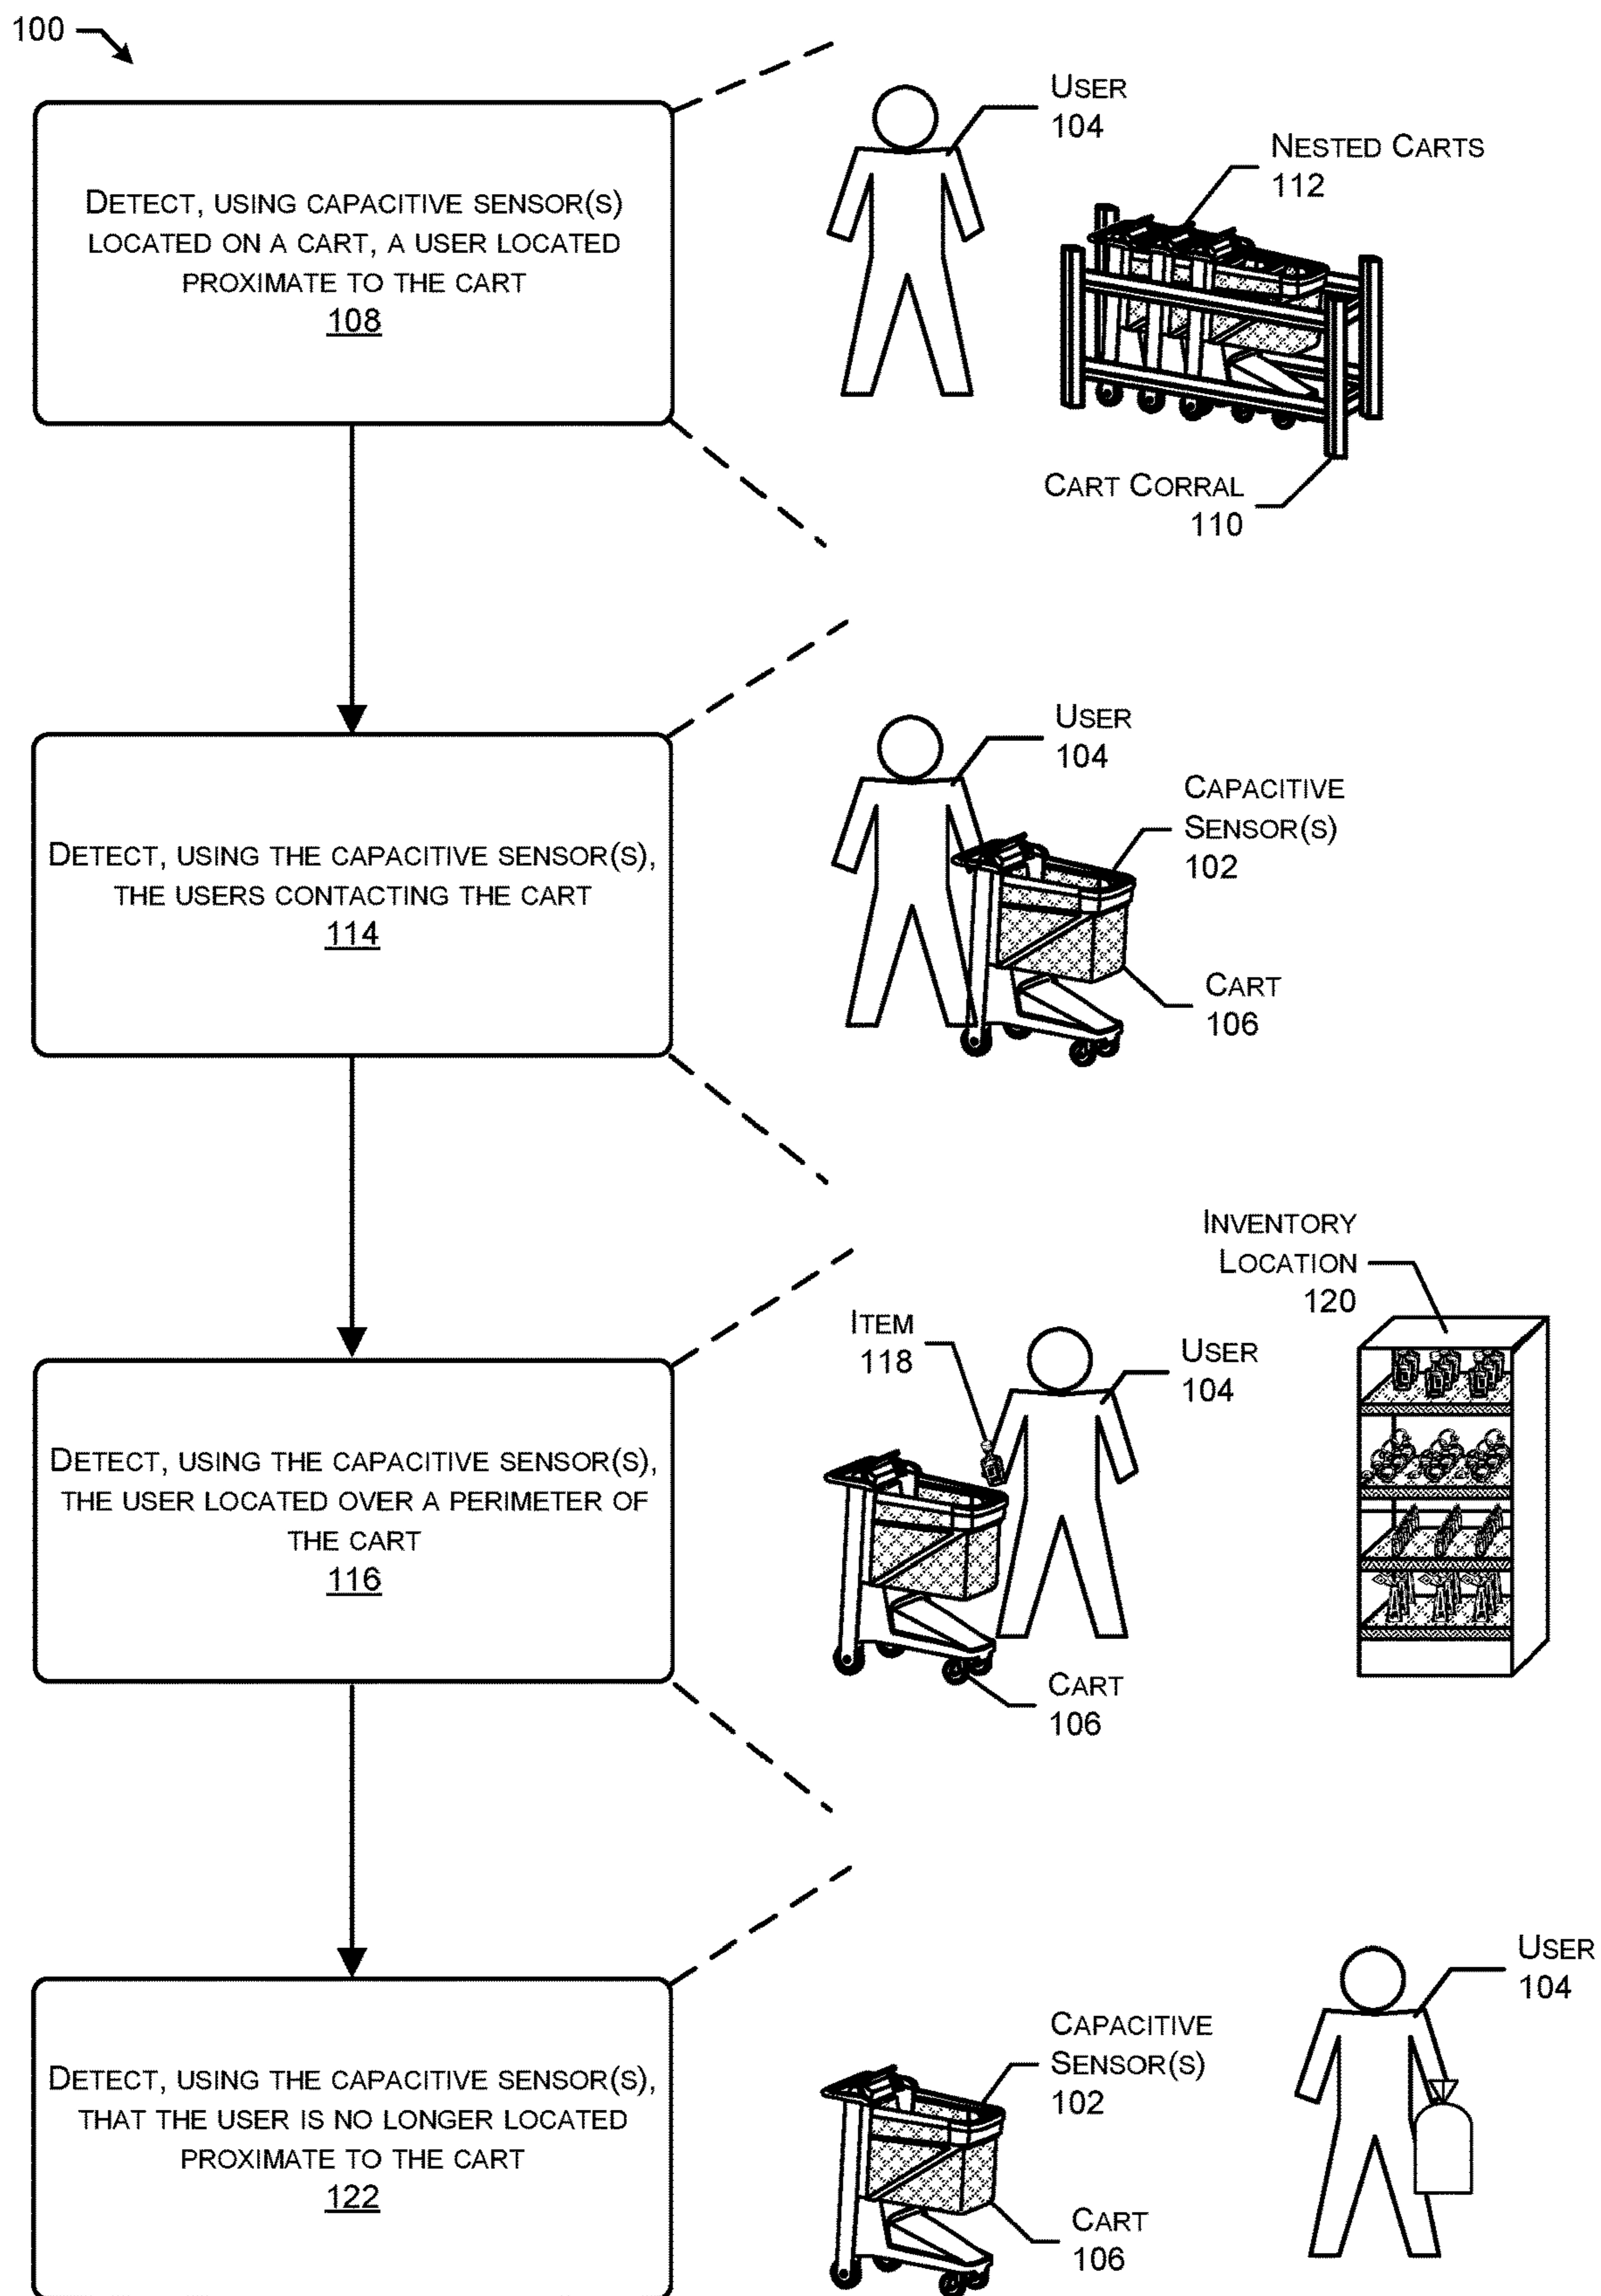 100
DETECT, USING CAPACITIVE SENSOR(S)
LOCATED ON A CART, A USER LOCATED
PROXIMATE TO THE CART
108
USER
104
NESTED CARTS
112
CART CORRAL
110
DETECT, USING THE CAPACITIVE SENSOR(S),
THE USERS CONTACTING THE CART
114
USER
104
CAPACITIVE
SENSOR(S)
102
CART
106
DETECT, USING THE CAPACITIVE SENSOR(S),
THE USER LOCATED OVER A PERIMETER OF
THE CART
116
ITEM
118
USER
104
INVENTORY
LOCATION
120
CART
106
DETECT, USING THE CAPACITIVE SENSOR(S),
THAT THE USER IS NO LONGER LOCATED
PROXIMATE TO THE CART
122
CAPACITIVE
SENSOR(S)
102
CART
106
USER
104